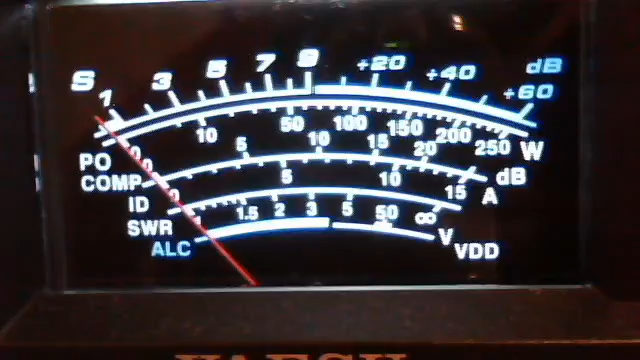 S 1 3 5 7 9 +20 +40 +60 dB
PO 0 10 50 100 150 200 250 W
COMP 0 5 10 15 20 dB
ID 0 5 10 15 A
SWR 1 1.5 2 3 5 50 ∞ V
ALC VDD
YAESU